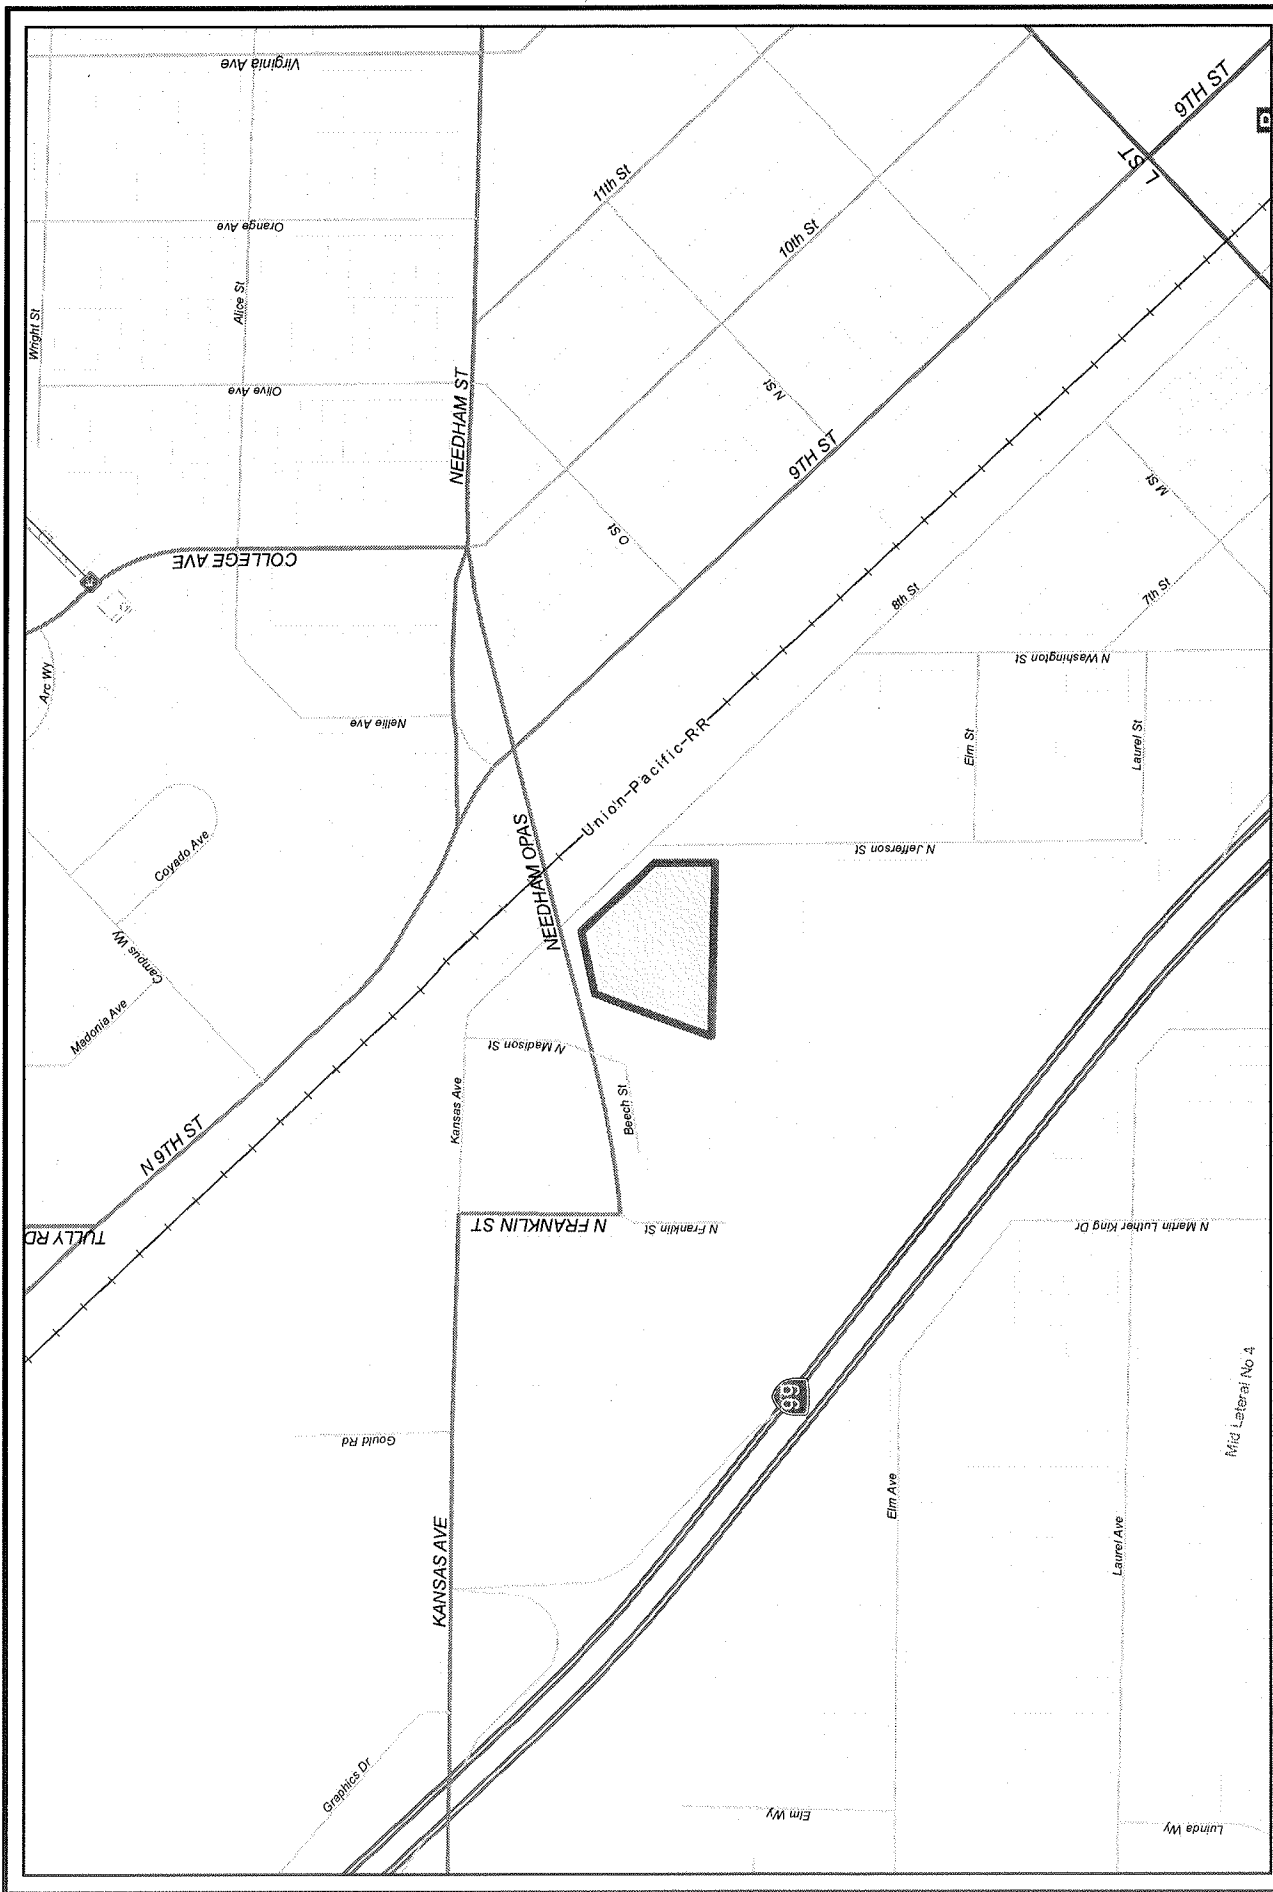 Virginia Ave
9TH ST
L ST
11th St
Orange Ave
10th St
Alice St
Wright St
Olive Ave
NEEDHAM ST
N St
9TH ST
M St
O St
COLLEGE AVE
8th St
7th St
N Washington St
Arc Wy
Nellie Ave
Elm St
Laurel St
Union-Pacific-R-R
NEEDHAM OPAS
N Jefferson St
Coyado Ave
Campus Wy
Madonia Ave
N Madison St
Kansas Ave
Beech St
N 9TH ST
TULLY RD
N FRANKLIN ST
N Franklin St
N Martin Luther King Dr
99
Mid Lateral No 4
Gould Rd
Elm Ave
Laurel Ave
KANSAS AVE
Graphics Dr
Elm Wy
Luinda Wy